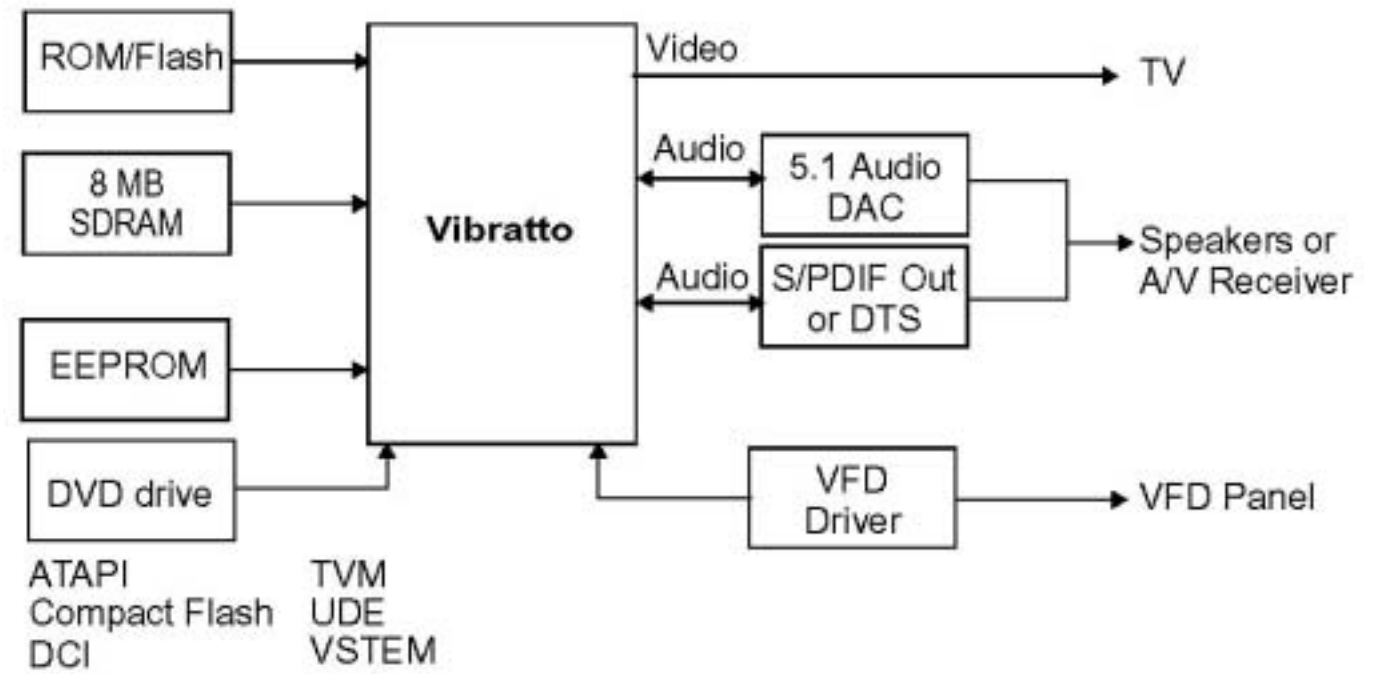 ROM/Flash
8 MB
SDRAM
EEPROM
DVD drive
ATAPI
Compact Flash
DCI
TVM
UDE
VSTEM
Vibratto
Video
TV
Audio
5.1 Audio
DAC
Audio
S/PDIF Out
or DTS
Speakers or
A/V Receiver
VFD
Driver
VFD Panel